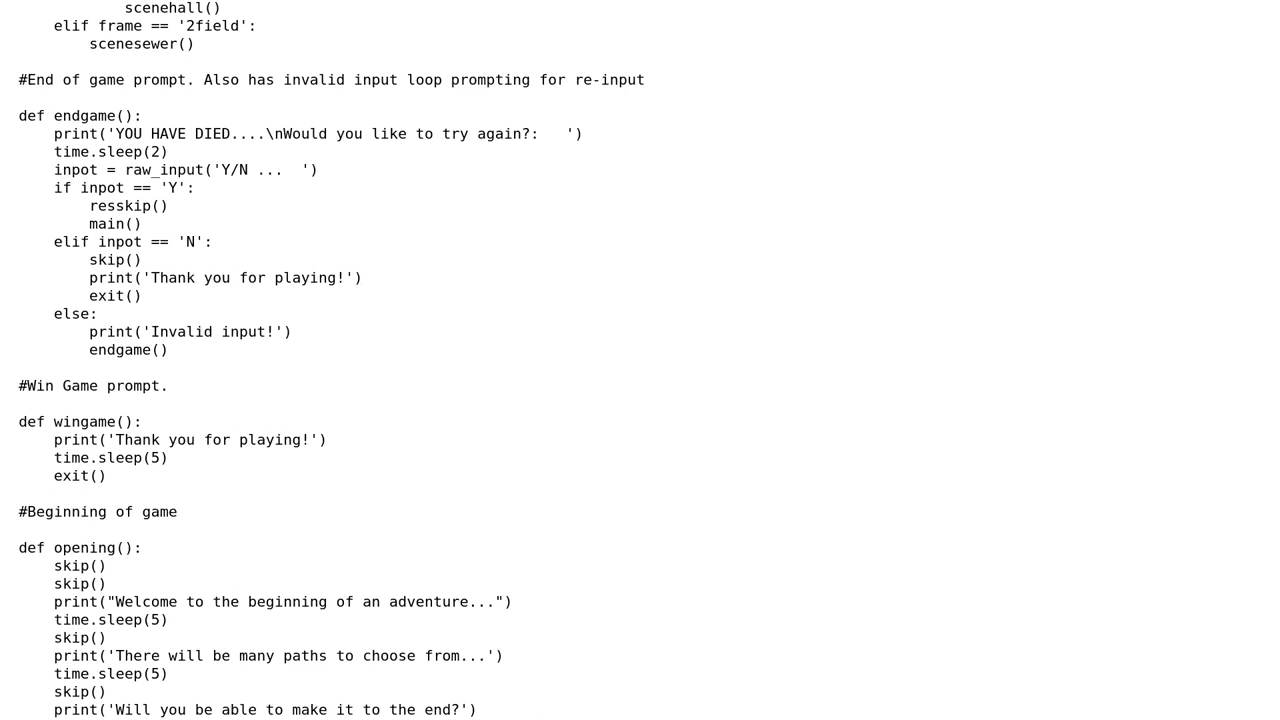 scenehall()
    elif frame == '2field':
        scenesewer()

#End of game prompt. Also has invalid input loop prompting for re-input

def endgame():
    print('YOU HAVE DIED....\nWould you like to try again?:   ')
    time.sleep(2)
    inpot = raw_input('Y/N ...  ')
    if inpot == 'Y':
        resskip()
        main()
    elif inpot == 'N':
        skip()
        print('Thank you for playing!')
        exit()
    else:
        print('Invalid input!')
        endgame()

#Win Game prompt.

def wingame():
    print('Thank you for playing!')
    time.sleep(5)
    exit()

#Beginning of game

def opening():
    skip()
    skip()
    print("Welcome to the beginning of an adventure...")
    time.sleep(5)
    skip()
    print('There will be many paths to choose from...')
    time.sleep(5)
    skip()
    print('Will you be able to make it to the end?')